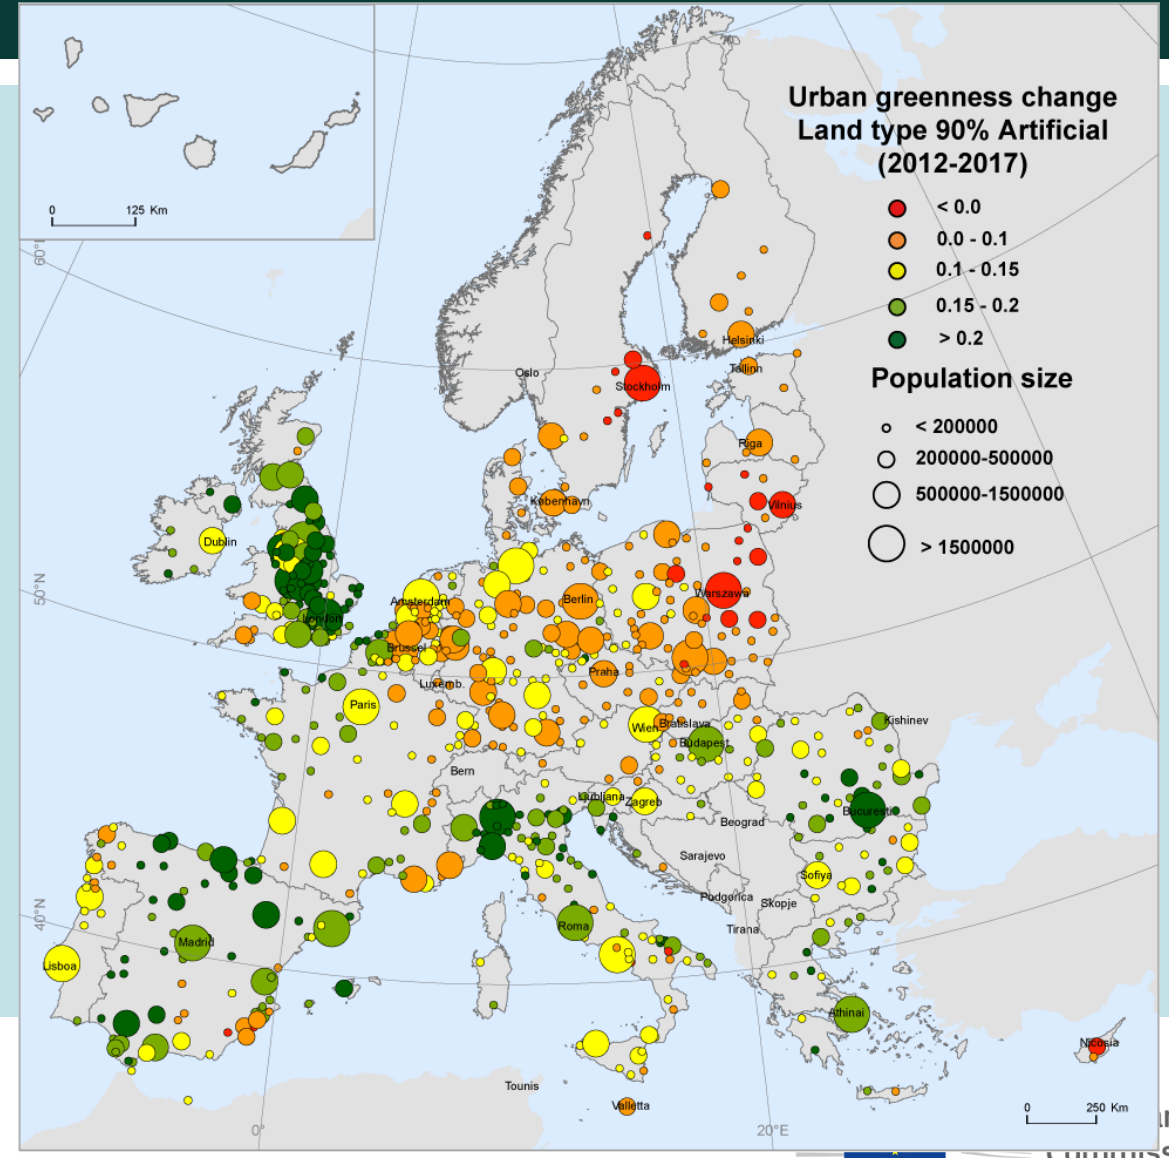 Urban greenness change
Land type 90% Artificial
(2012-2017)
< 0.0
0.0 - 0.1
0.1 - 0.15
0.15 - 0.2
> 0.2
Population size
< 200000
200000-500000
500000-1500000
> 1500000
0 125 Km
50°N
40°N
Oslo
Helsinki
Tallinn
Stockholm
Riga
København
Vilnius
Dublin
Amsterdam
Berlin
Warszawa
London
Brussel
Luxemb.
Praha
Paris
Wien
Bratislava
Budapest
Kishinev
Bern
Ljubljana
Zagreb
Beograd
Bucuresti
Sarajevo
Sofiya
Podgorica
Skopje
Madrid
Roma
Tirana
Lisboa
Athinai
Nicosia
Tounis
Valletta
0 250 Km
0°
20°E